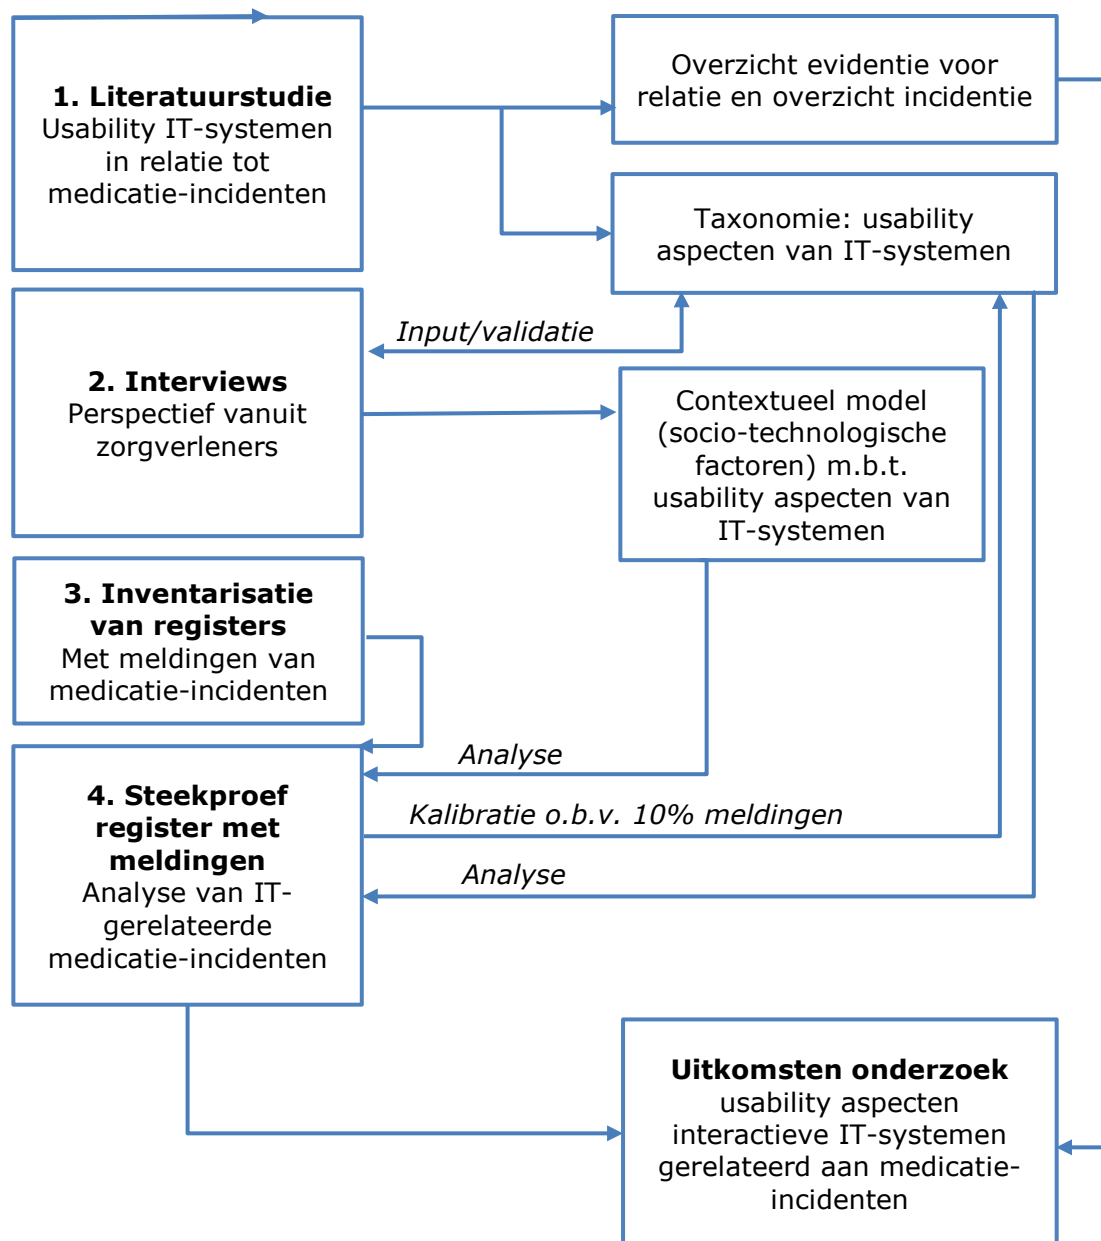 1. Literatuurstudie
Usability IT-systemen
in relatie tot
medicatie-incidenten
Overzicht evidentie voor
relatie en overzicht incidentie
Taxonomie: usability
aspecten van IT-systemen
Input/validatie
2. Interviews
Perspectief vanuit
zorgverleners
Contextueel model
(socio-technologische
factoren) m.b.t.
usability aspecten van
IT-systemen
3. Inventarisatie
van registers
Met meldingen van
medicatie-incidenten
Analyse
4. Steekproef
register met
meldingen
Analyse van IT-
gerelateerde
medicatie-incidenten
Kalibratie o.b.v. 10% meldingen
Analyse
Uitkomsten onderzoek
usability aspecten
interactieve IT-systemen
gerelateerd aan medicatie-
incidenten